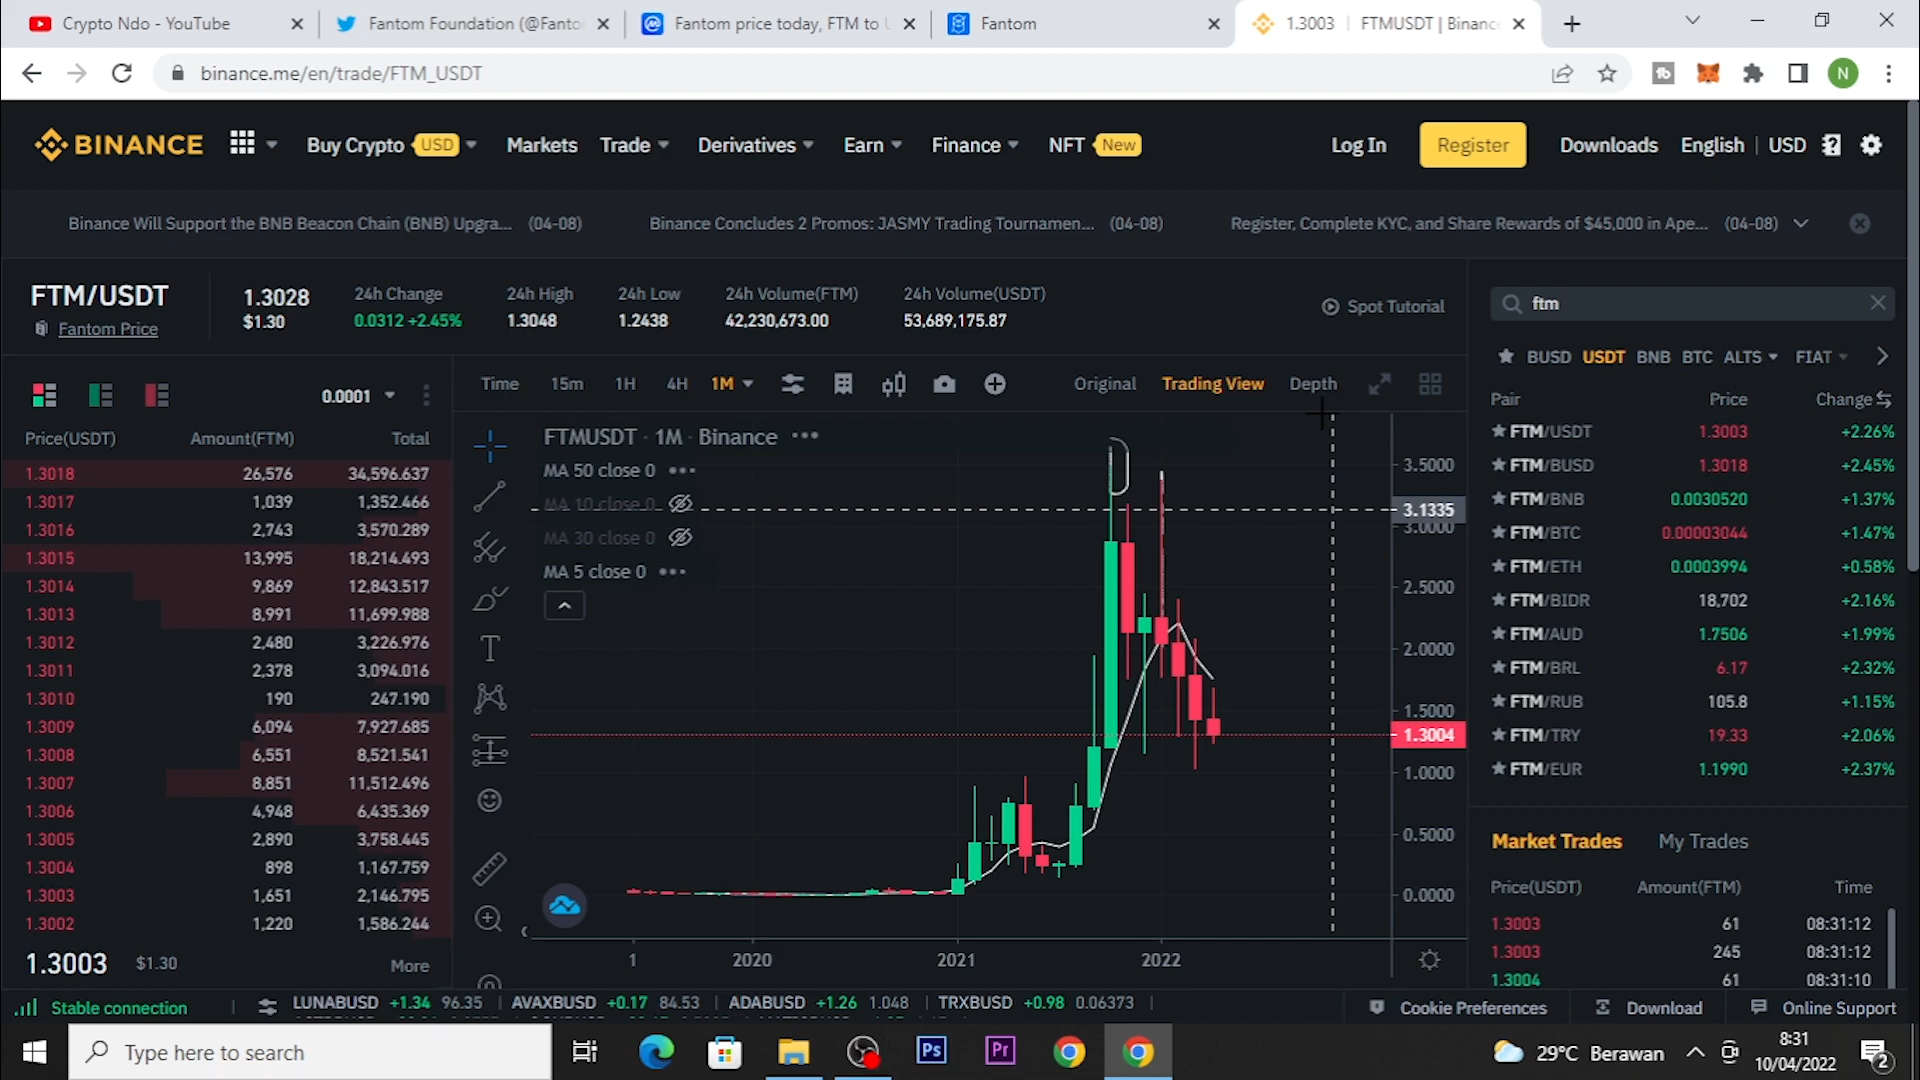 Crypto Ndo - YouTube
Fantom Foundation (@Fanto
Fantom price today, FTM to U
Fantom
1.3003 | FTMUSDT | Binanc
binance.me/en/trade/FTM_USDT
N
BINANCE
Buy Crypto USD
Markets
Trade
Derivatives
Earn
Finance
NFT New
Log In
Register
Downloads
English | USD
Binance Will Support the BNB Beacon Chain (BNB) Upgra... (04-08)
Binance Concludes 2 Promos: JASMY Trading Tournamen... (04-08)
Register, Complete KYC, and Share Rewards of $45,000 in Ape... (04-08)
FTM/USDT
Fantom Price
1.3028
$1.30
24h Change
0.0312 +2.45%
24h High
1.3048
24h Low
1.2438
24h Volume(FTM)
42,230,673.00
24h Volume(USDT)
53,689,175.87
Spot Tutorial
0.0001
Price(USDT) Amount(FTM) Total
1.3018 26,576 34,596.637
1.3017 1,039 1,352.466
1.3016 2,743 3,570.289
1.3015 13,995 18,214.493
1.3014 9,869 12,843.517
1.3013 8,991 11,699.988
1.3012 2,480 3,226.976
1.3011 2,378 3,094.016
1.3010 190 247.190
1.3009 6,094 7,927.685
1.3008 6,551 8,521.541
1.3007 8,851 11,512.496
1.3006 4,948 6,435.369
1.3005 2,890 3,758.445
1.3004 898 1,167.759
1.3003 1,651 2,146.795
1.3002 1,220 1,586.244
1.3003 $1.30 More
Time 15m 1H 4H 1M
Original Trading View Depth
FTMUSDT · 1M · Binance
MA 50 close 0
MA 10 close 0
MA 30 close 0
MA 5 close 0
3.5000
3.1335
3.0000
2.5000
2.0000
1.5000
1.3004
1.0000
0.5000
0.0000
1 2020 2021 2022
ftm
BUSD USDT BNB BTC ALTS FIAT
Pair Price Change
FTM/USDT 1.3003 +2.26%
FTM/BUSD 1.3018 +2.45%
FTM/BNB 0.0030520 +1.37%
FTM/BTC 0.00003044 +1.47%
FTM/ETH 0.0003994 +0.58%
FTM/BIDR 18,702 +2.16%
FTM/AUD 1.7506 +1.99%
FTM/BRL 6.17 +2.32%
FTM/RUB 105.8 +1.15%
FTM/TRY 19.33 +2.06%
FTM/EUR 1.1990 +2.37%
Market Trades My Trades
Price(USDT) Amount(FTM) Time
1.3003 61 08:31:12
1.3003 245 08:31:12
1.3004 61 08:31:10
Stable connection
LUNABUSD +1.34 96.35 | AVAXBUSD +0.17 84.53 | ADABUSD +1.26 1.048 | TRXBUSD +0.98 0.06373
Cookie Preferences
Download
Online Support
Type here to search
Ps
Pr
29°C Berawan
8:31
10/04/2022
2